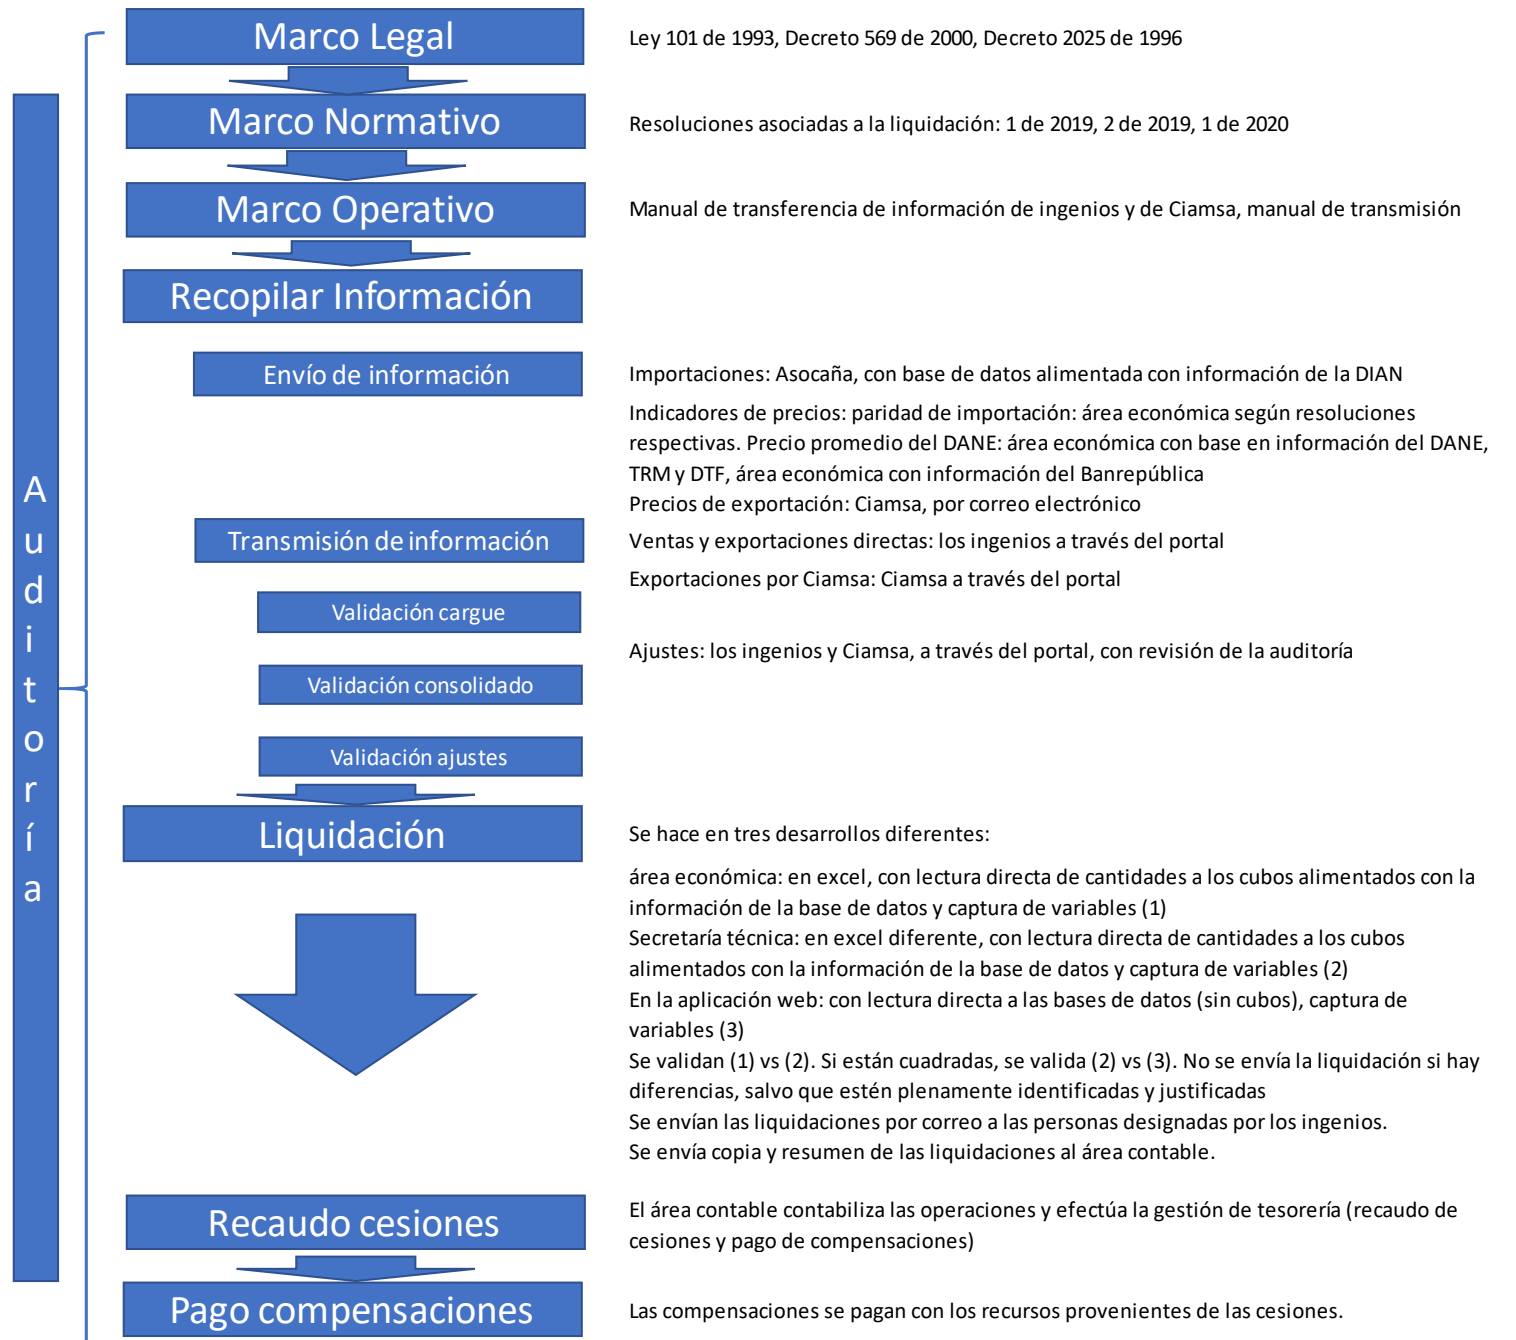 Auditoría
Marco Legal
Ley 101 de 1993, Decreto 569 de 2000, Decreto 2025 de 1996
Marco Normativo
Resoluciones asociadas a la liquidación: 1 de 2019, 2 de 2019, 1 de 2020
Marco Operativo
Manual de transferencia de información de ingenios y de Ciamsa, manual de transmisión
Recopilar Información
Envío de información
Importaciones: Asocaña, con base de datos alimentada con información de la DIAN
Indicadores de precios: paridad de importación: área económica según resoluciones
respectivas. Precio promedio del DANE: área económica con base en información del DANE,
TRM y DTF, área económica con información del Banrepública
Precios de exportación: Ciamsa, por correo electrónico
Transmisión de información
Ventas y exportaciones directas: los ingenios a través del portal
Exportaciones por Ciamsa: Ciamsa a través del portal
Validación cargue
Ajustes: los ingenios y Ciamsa, a través del portal, con revisión de la auditoría
Validación consolidado
Validación ajustes
Liquidación
Se hace en tres desarrollos diferentes:
área económica: en excel, con lectura directa de cantidades a los cubos alimentados con la
información de la base de datos y captura de variables (1)
Secretaría técnica: en excel diferente, con lectura directa de cantidades a los cubos
alimentados con la información de la base de datos y captura de variables (2)
En la aplicación web: con lectura directa a las bases de datos (sin cubos), captura de
variables (3)
Se validan (1) vs (2). Si están cuadradas, se valida (2) vs (3). No se envía la liquidación si hay
diferencias, salvo que estén plenamente identificadas y justificadas
Se envían las liquidaciones por correo a las personas designadas por los ingenios.
Se envía copia y resumen de las liquidaciones al área contable.
Recaudo cesiones
El área contable contabiliza las operaciones y efectúa la gestión de tesorería (recaudo de
cesiones y pago de compensaciones)
Pago compensaciones
Las compensaciones se pagan con los recursos provenientes de las cesiones.